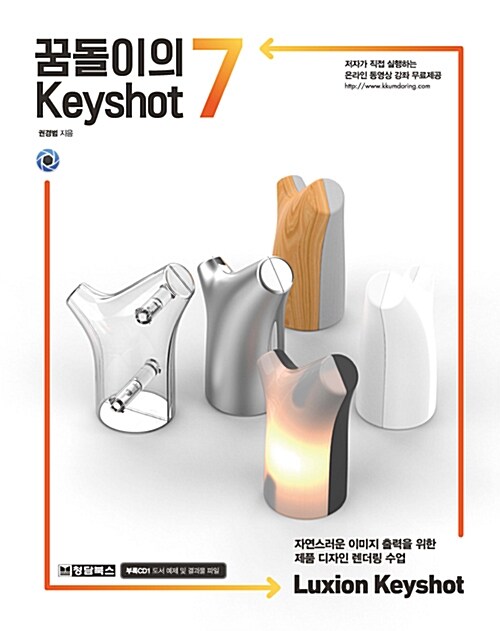 꿈돌이의
Keyshot 7
권경범 지음
저자가 직접 실행하는
온라인 동영상 강좌 무료제공
http://www.kkumdoring.com
자연스러운 이미지 출력을 위한
제품 디자인 렌더링 수업
Luxion Keyshot
청담북스
부록CD1 도서 예제 및 결과물 파일